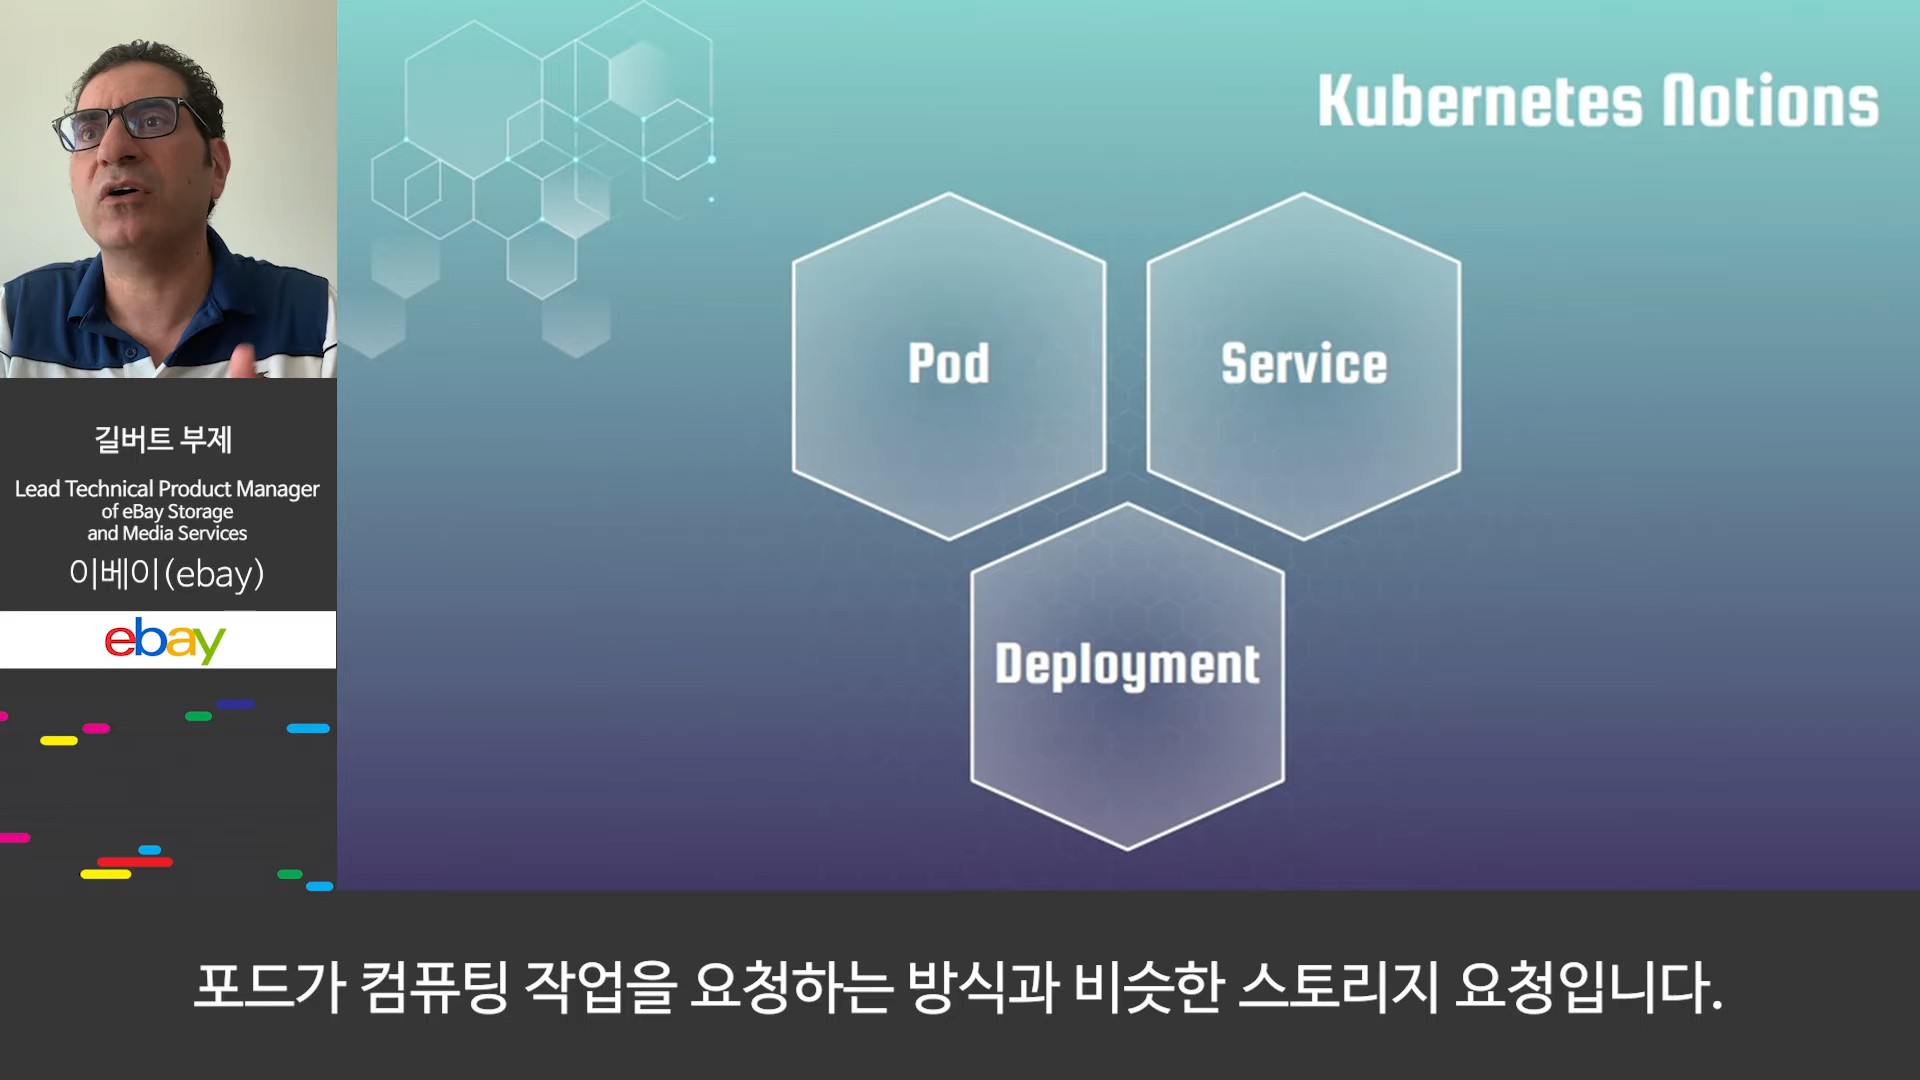 Kubernetes Notions
Pod
Service
Deployment
길버트 부제
Lead Technical Product Manager
of eBay Storage
and Media Services
이베이(ebay)
ebay
포드가 컴퓨팅 작업을 요청하는 방식과 비슷한 스토리지 요청입니다.